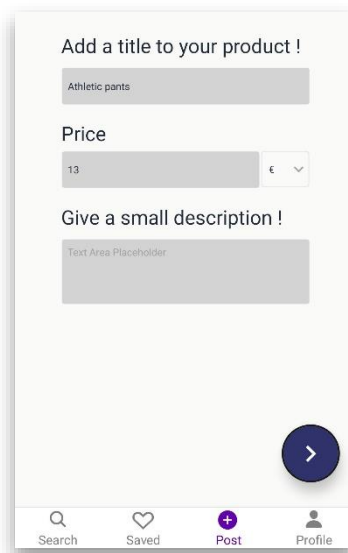 Add a title to your product !
Athletic pants
Price
13 €
Give a small description !
Text Area Placeholder
Search Saved Post Profile